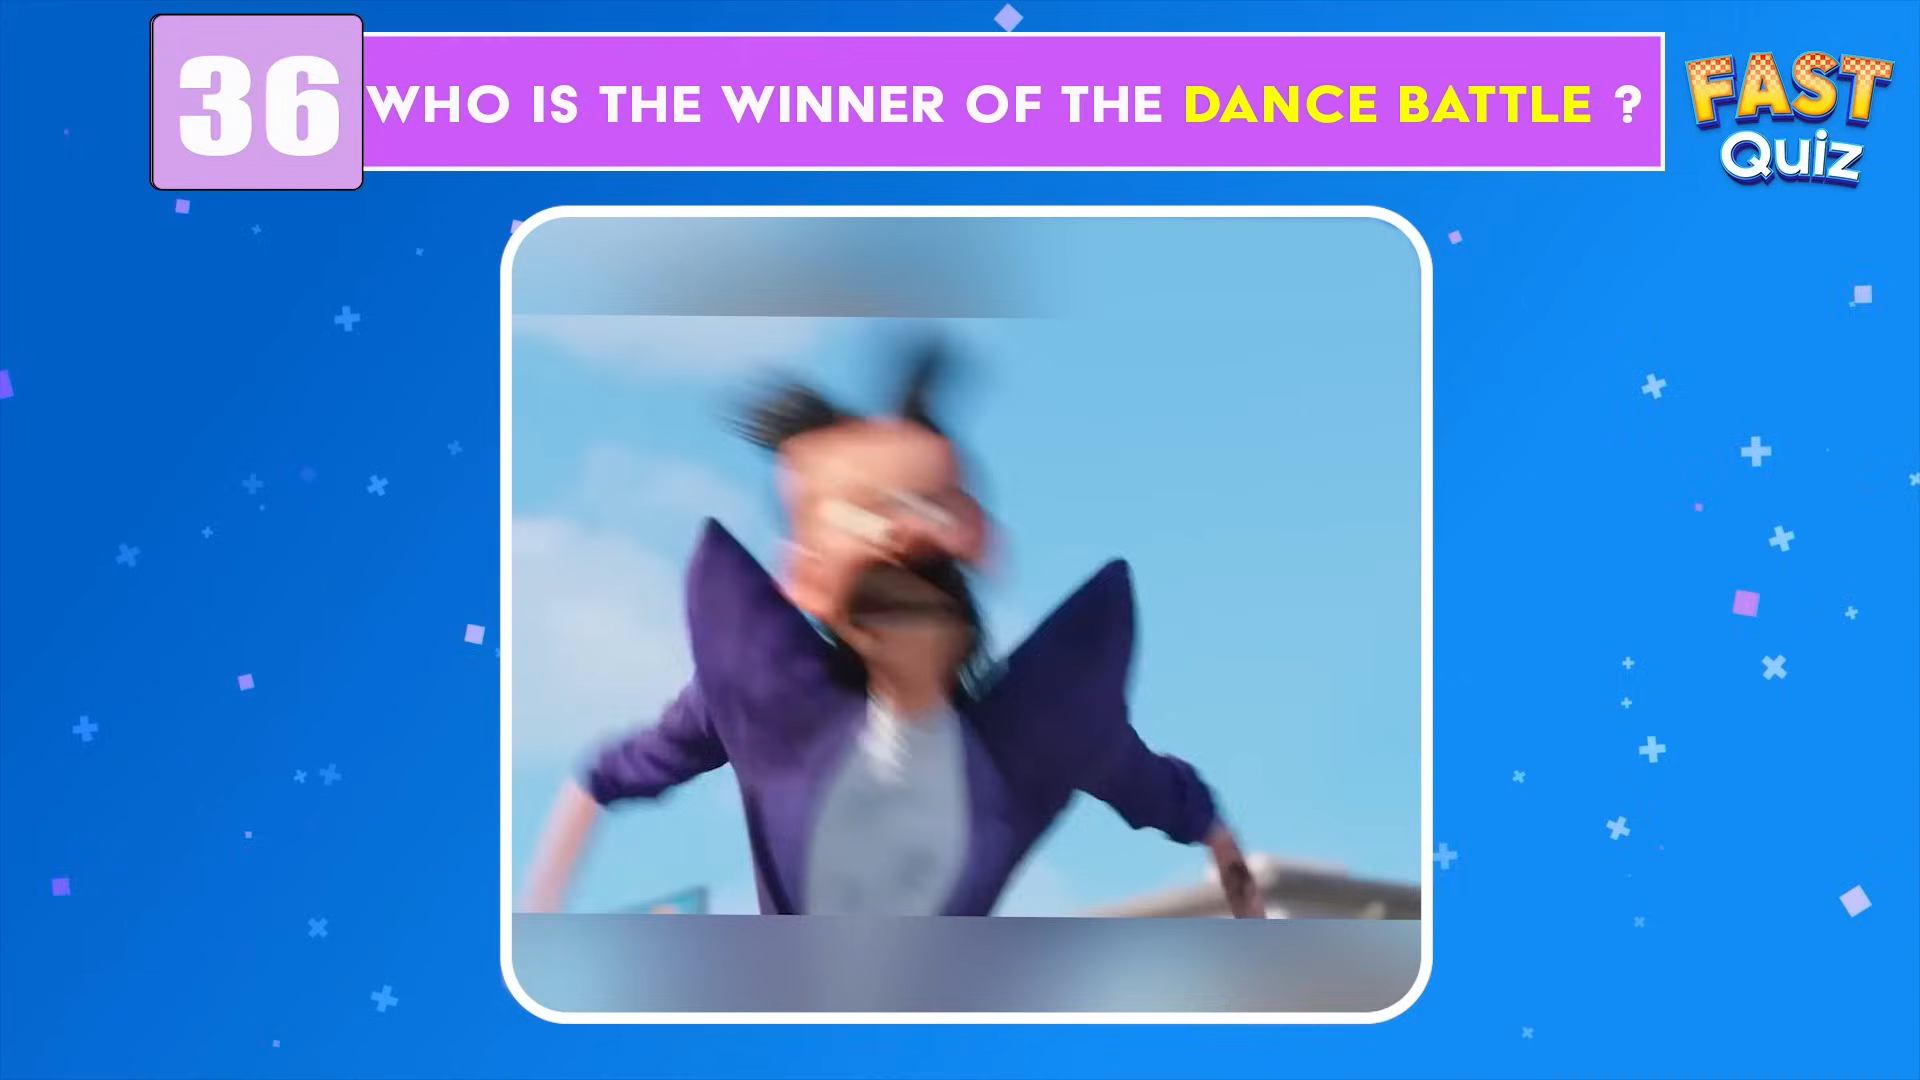 36
WHO IS THE WINNER OF THE DANCE BATTLE ?
FAST
Quiz